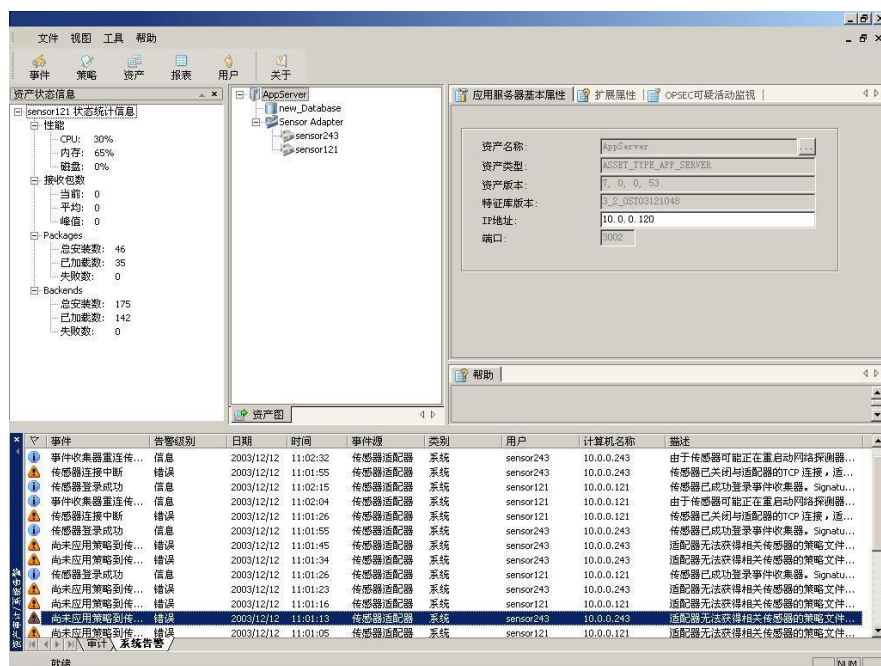 文件 视图 工具 帮助
事件 策略 资产 报表 用户 关于
资产状态信息
sensor121 状态统计信息
性能
CPU: 30%
内存: 65%
磁盘: 0%
接收包数
当前: 0
平均: 0
峰值: 0
Packages
总安装数: 46
已加载数: 35
失败数: 0
Backends
总安装数: 175
已加载数: 142
失败数: 0
AppServer
new_Database
Sensor Adapter
sensor243
sensor121
资产图
应用服务器基本属性 扩展属性 OPSEC可疑活动监视
资产名称: AppServer ...
资产类型: ASSET_TYPE_APP_SERVER
资产版本: 7, 0, 0, 53
特征库版本: 3_2_OST03121048
IP地址: 10.0.0.120
端口: 3002
帮助
事件 告警级别 日期 时间 事件源 类别 用户 计算机名称 描述
事件收集器重连传... 信息 2003/12/12 11:02:32 传感器适配器 系统 sensor243 10.0.0.243 由于传感器可能正在重启动网络探测器...
传感器连接中断 错误 2003/12/12 11:01:55 传感器适配器 系统 sensor243 10.0.0.243 传感器已关闭与适配器的TCP 连接，适...
传感器登录成功 信息 2003/12/12 11:02:15 传感器适配器 系统 sensor121 10.0.0.121 传感器已成功登录事件收集器。Signatu...
事件收集器重连传... 信息 2003/12/12 11:02:04 传感器适配器 系统 sensor121 10.0.0.121 由于传感器可能正在重启动网络探测器...
传感器连接中断 错误 2003/12/12 11:01:26 传感器适配器 系统 sensor121 10.0.0.121 传感器已关闭与适配器的TCP 连接，适...
传感器登录成功 信息 2003/12/12 11:01:55 传感器适配器 系统 sensor243 10.0.0.243 传感器已成功登录事件收集器。Signatu...
尚未应用策略到传... 错误 2003/12/12 11:01:45 传感器适配器 系统 sensor243 10.0.0.243 适配器无法获得相关传感器的策略文件...
尚未应用策略到传... 错误 2003/12/12 11:01:34 传感器适配器 系统 sensor243 10.0.0.243 适配器无法获得相关传感器的策略文件...
传感器登录成功 信息 2003/12/12 11:01:26 传感器适配器 系统 sensor121 10.0.0.121 传感器已成功登录事件收集器。Signatu...
尚未应用策略到传... 错误 2003/12/12 11:01:23 传感器适配器 系统 sensor243 10.0.0.243 适配器无法获得相关传感器的策略文件...
尚未应用策略到传... 错误 2003/12/12 11:01:16 传感器适配器 系统 sensor121 10.0.0.121 适配器无法获得相关传感器的策略文件...
尚未应用策略到传... 错误 2003/12/12 11:01:13 传感器适配器 系统 sensor243 10.0.0.243 适配器无法获得相关传感器的策略文件...
尚未应用策略到传... 错误 2003/12/12 11:01:05 传感器适配器 系统 sensor121 10.0.0.121 适配器无法获得相关传感器的策略文件...
审计 系统告警
就绪 NUM